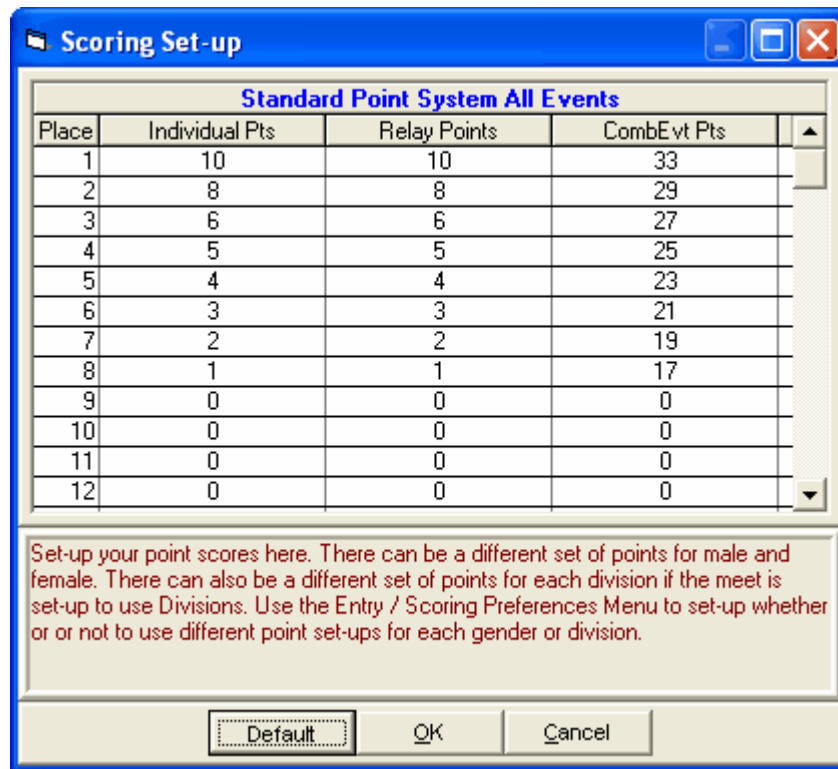 Scoring Set-up
Standard Point System All Events
Place Individual Pts Relay Points CombEvt Pts
1 10 10 33
2 8 8 29
3 6 6 27
4 5 5 25
5 4 4 23
6 3 3 21
7 2 2 19
8 1 1 17
9 0 0 0
10 0 0 0
11 0 0 0
12 0 0 0
Set-up your point scores here. There can be a different set of points for male and
female. There can also be a different set of points for each division if the meet is
set-up to use Divisions. Use the Entry / Scoring Preferences Menu to set-up whether
or or not to use different point set-ups for each gender or division.
Default OK Cancel